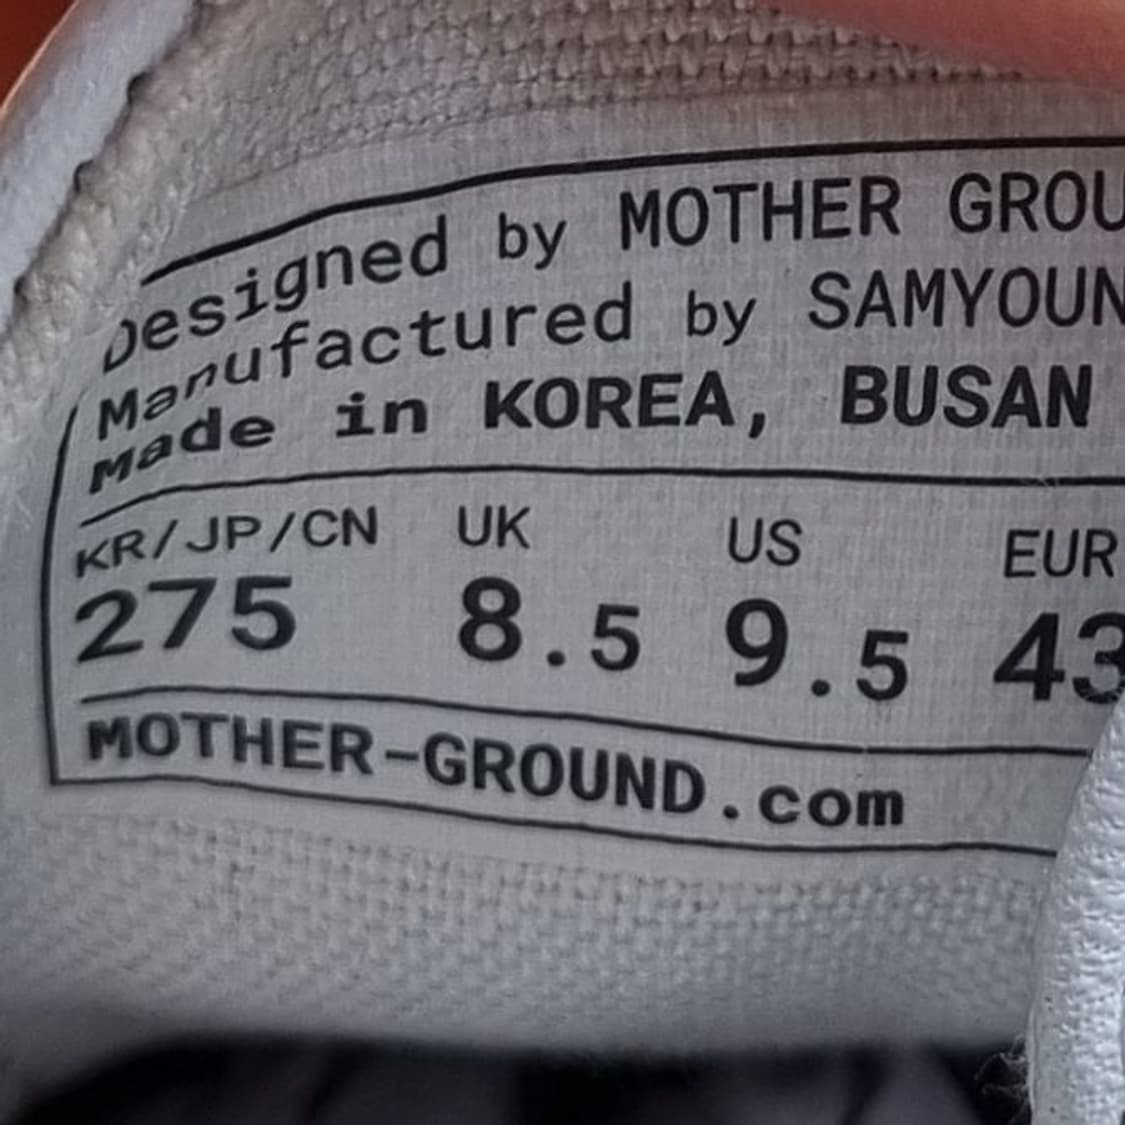 Designed by MOTHER GROU
Manufactured by SAMYOUN
Made in KOREA, BUSAN
KR/JP/CN UK US EUR
275 8.5 9.5 43
MOTHER-GROUND.com